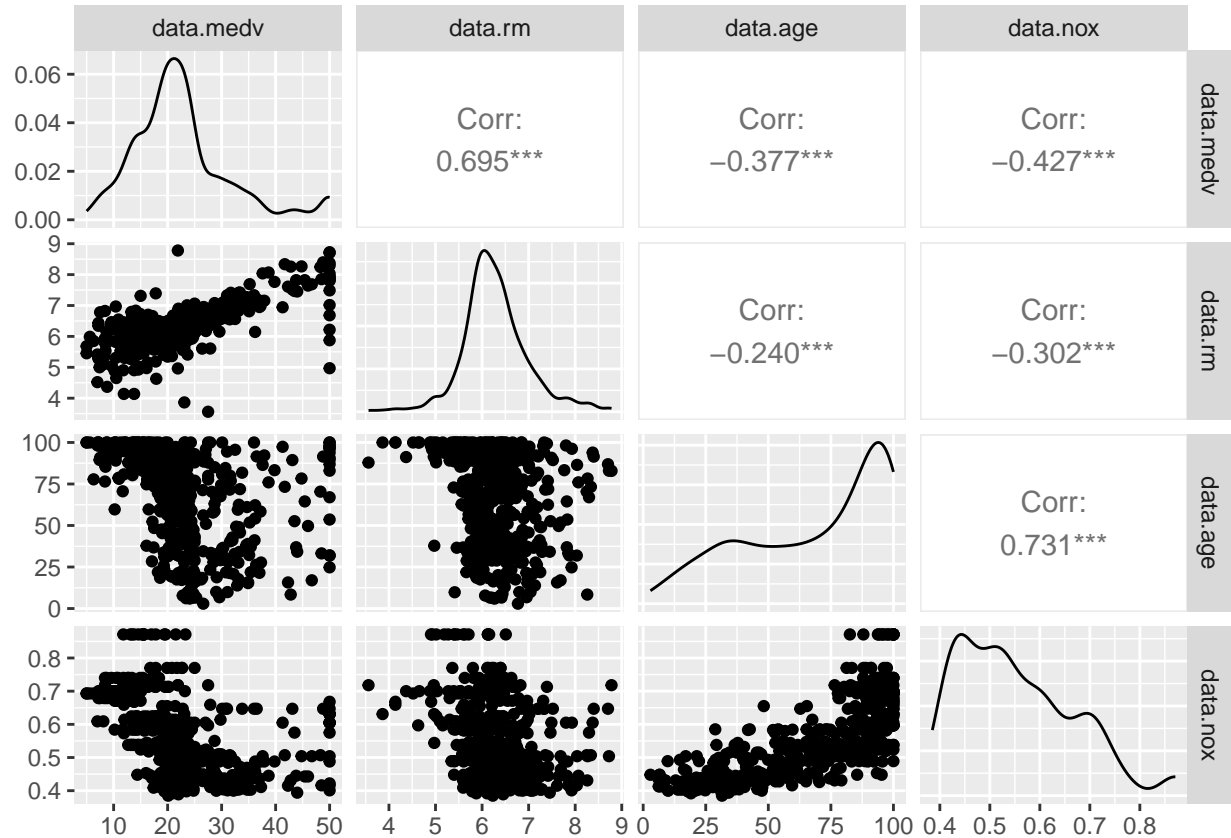 data.medv data.rm data.age data.nox
0.06
0.04
0.02
0.00
Corr:
0.695***
Corr:
−0.377***
Corr:
−0.427***
data.medv
9
8
7
6
5
4
Corr:
−0.240***
Corr:
−0.302***
data.rm
100
75
50
25
0
Corr:
0.731***
data.age
0.8
0.7
0.6
0.5
0.4
data.nox
10 20 30 40 50
4 5 6 7 8 9
0 25 50 75 100
0.4 0.5 0.6 0.7 0.8